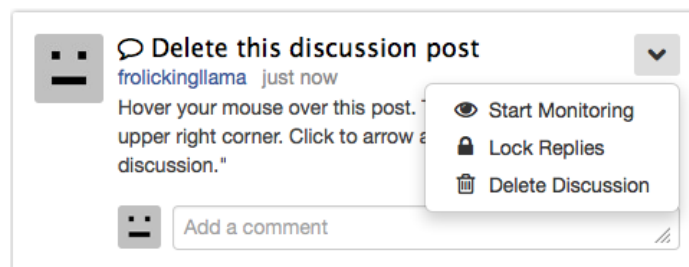 Delete this discussion post
frolickingllama just now
Hover your mouse over this post.
upper right corner. Click to arrow a
discussion."
Start Monitoring
Lock Replies
Delete Discussion
Add a comment